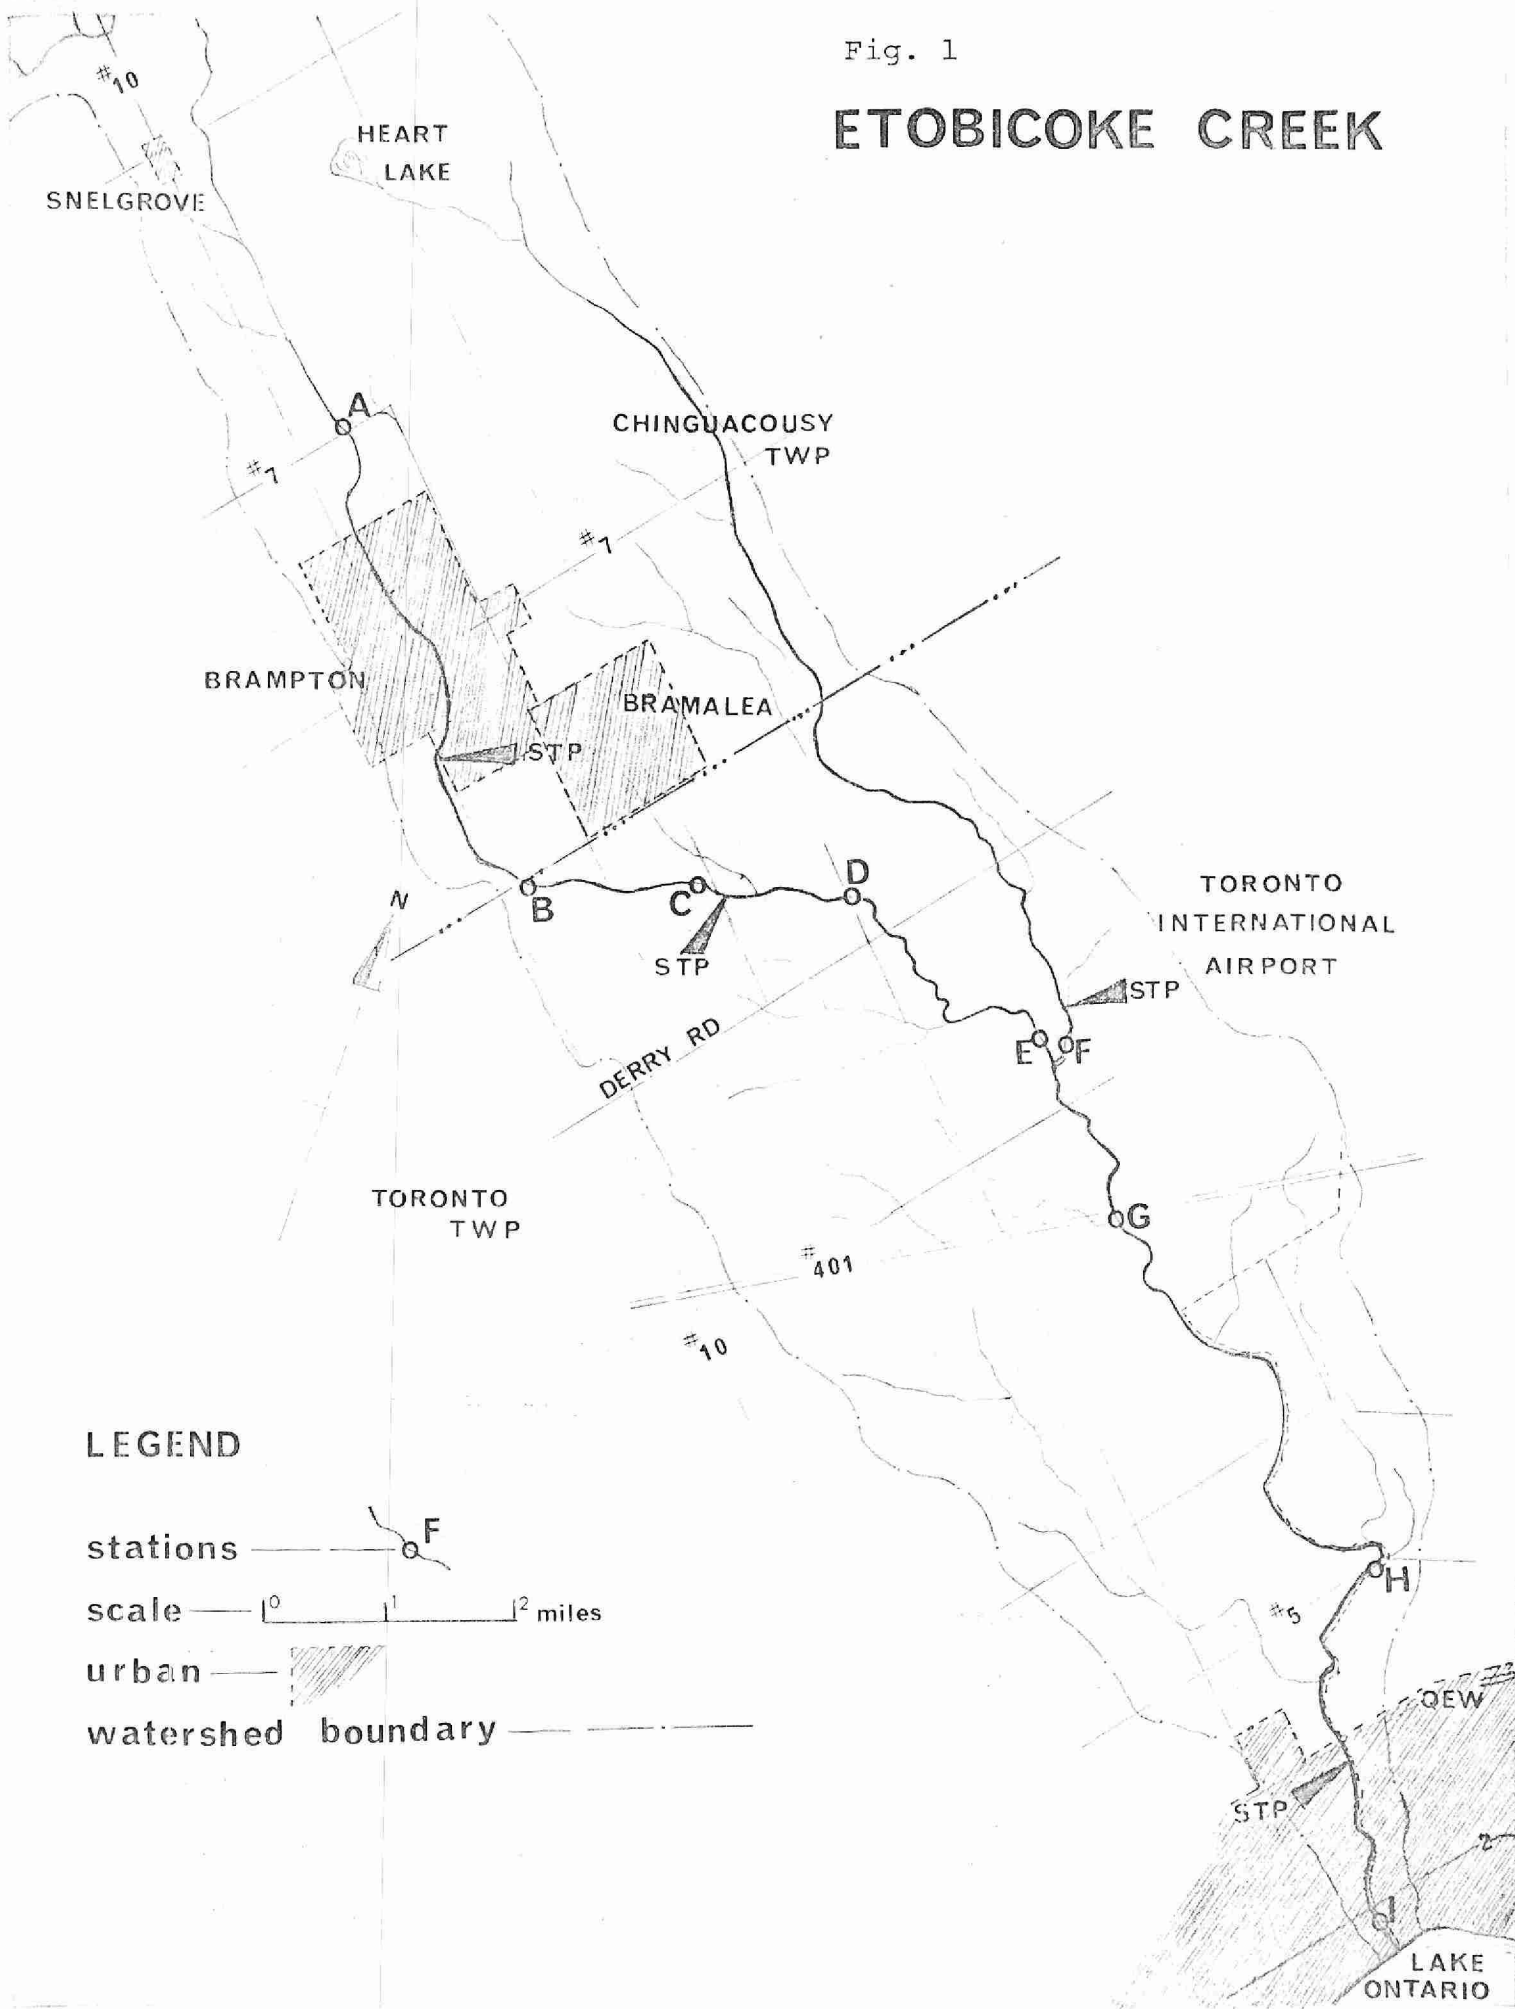 Fig. 1
ETOBICOKE CREEK
#10
HEART
LAKE
SNELGROVE
A
CHINGUACOUSY
TWP
#7
#7
BRAMPTON
BRAMALEA
STP
D
TORONTO
INTERNATIONAL
AIRPORT
N
B
C
STP
STP
E
F
DERRY RD
TORONTO
TWP
G
#401
#10
LEGEND
stations
F
H
scale
0 1 2 miles
#5
urban
QEW
watershed boundary
STP
2
I
LAKE
ONTARIO